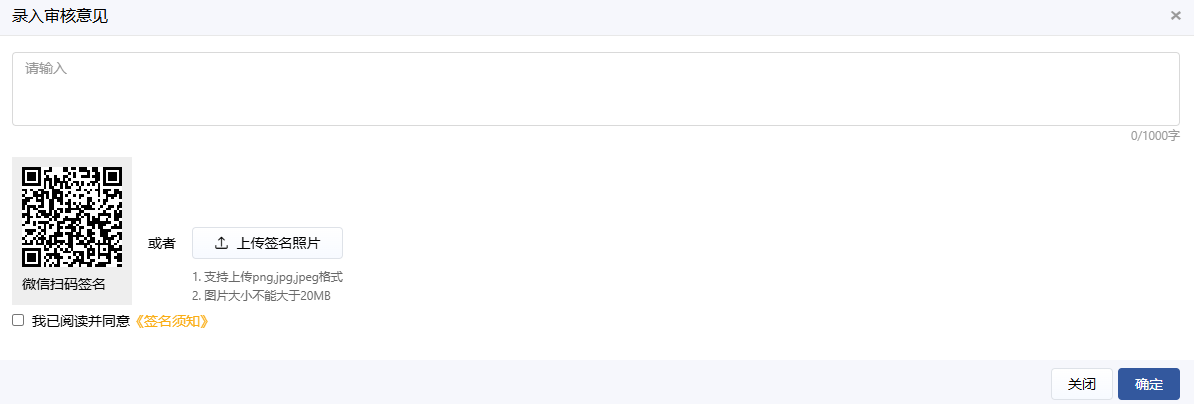 录入审核意见
请输入
0/1000字
微信扫码签名
或者
上传签名照片
1. 支持上传png,jpg,jpeg格式
2. 图片大小不能大于20MB
我已阅读并同意《签名须知》
关闭 确定